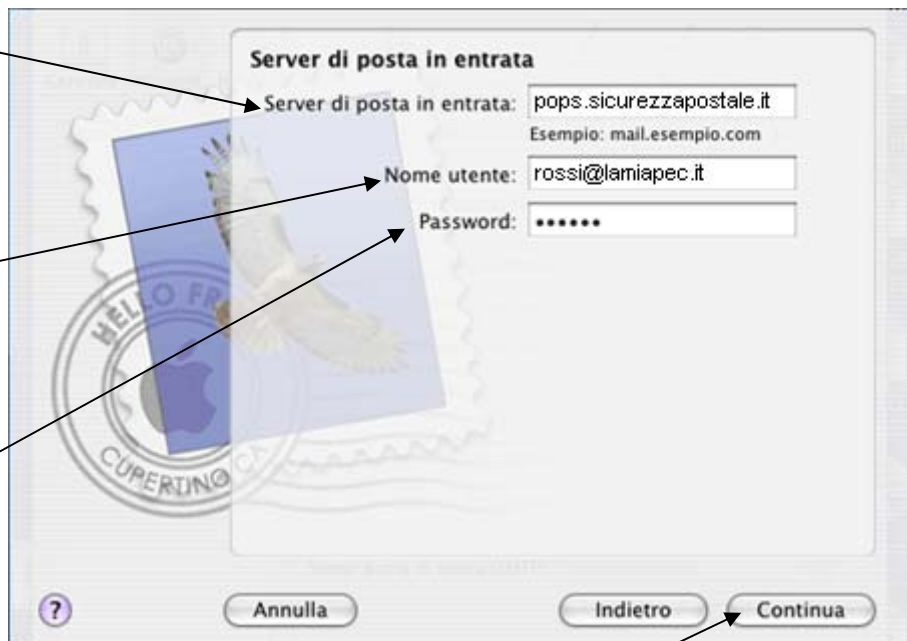 Server di posta in entrata
Server di posta in entrata: pops.sicurezzapostale.it
Esempio: mail.esempio.com
Nome utente: rossi@lamiapec.it
Password: ••••••
HELLO FR
CUPERTINO CA
? Annulla Indietro Continua